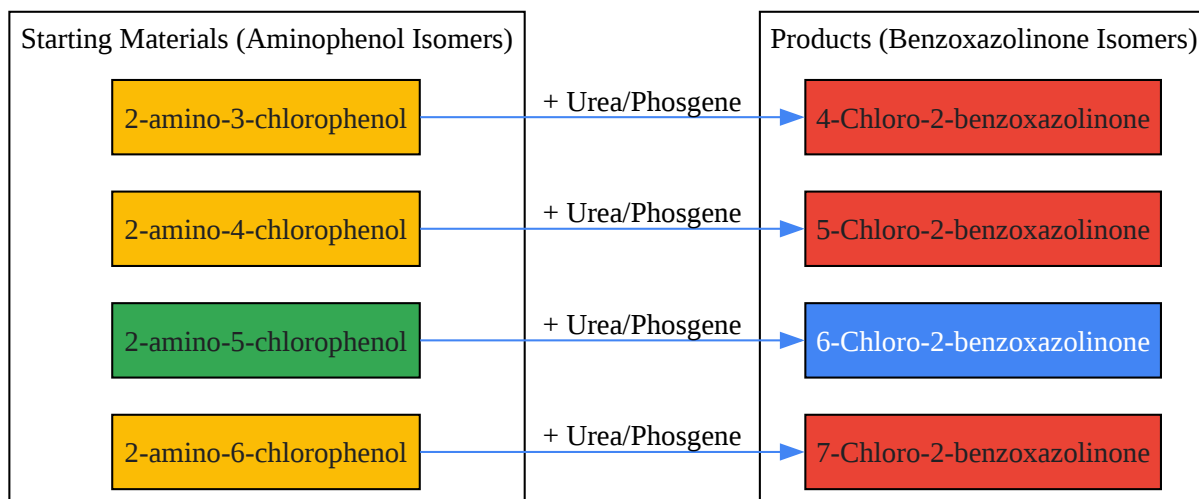 Starting Materials (Aminophenol Isomers)
Products (Benzoxazolinone Isomers)
2-amino-3-chlorophenol
+ Urea/Phosgene
4-Chloro-2-benzoxazolinone
2-amino-4-chlorophenol
+ Urea/Phosgene
5-Chloro-2-benzoxazolinone
2-amino-5-chlorophenol
+ Urea/Phosgene
6-Chloro-2-benzoxazolinone
2-amino-6-chlorophenol
+ Urea/Phosgene
7-Chloro-2-benzoxazolinone